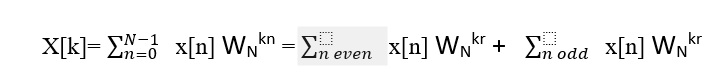 X[k]= ∑_{n=0}^{N−1} x[n] W_N^{kn} = ∑_{n even} x[n] W_N^{kr} + ∑_{n odd} x[n] W_N^{kr}